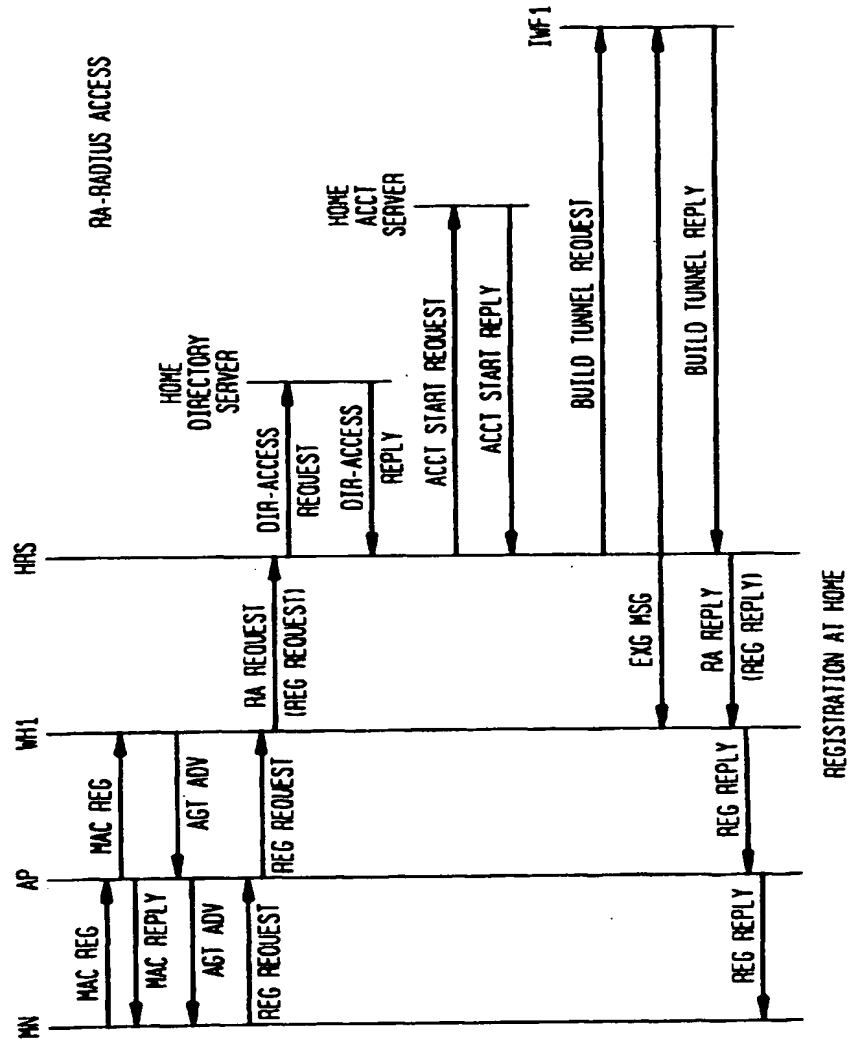 RA-RADIUS ACCESS
MN
AP
WH1
HRS
HOME
DIRECTORY
SERVER
HOME
ACCT
SERVER
IWF1
MAC REG
MAC REG
MAC REPLY
AGT ADV
AGT ADV
REG REQUEST
REG REQUEST
RA REQUEST
(REG REQUEST)
DIR-ACCESS
REQUEST
DIR-ACCESS
REPLY
ACCT START REQUEST
ACCT START REPLY
BUILD TUNNEL REQUEST
EXG MSG
BUILD TUNNEL REPLY
RA REPLY
(REG REPLY)
REG REPLY
REG REPLY
REGISTRATION AT HOME